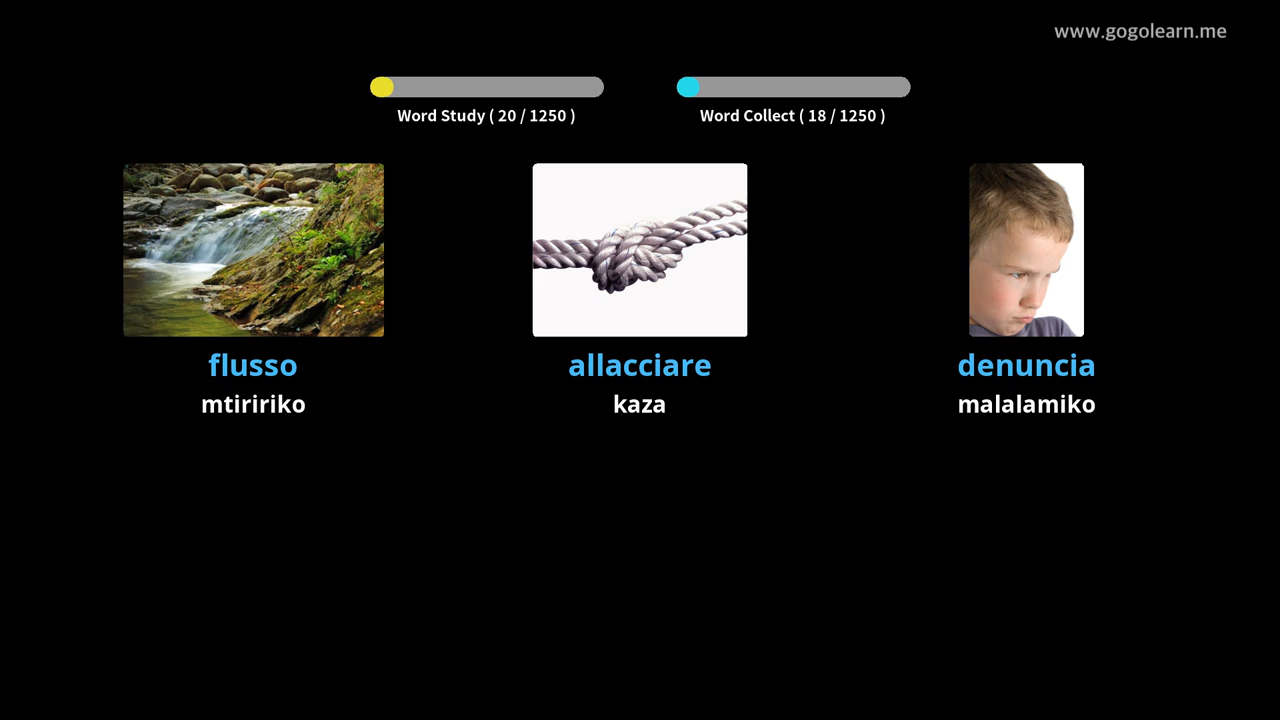 www.gogolearn.me
Word Study ( 20 / 1250 )
Word Collect ( 18 / 1250 )
flusso
allacciare
denuncia
mtiririko
kaza
malalamiko